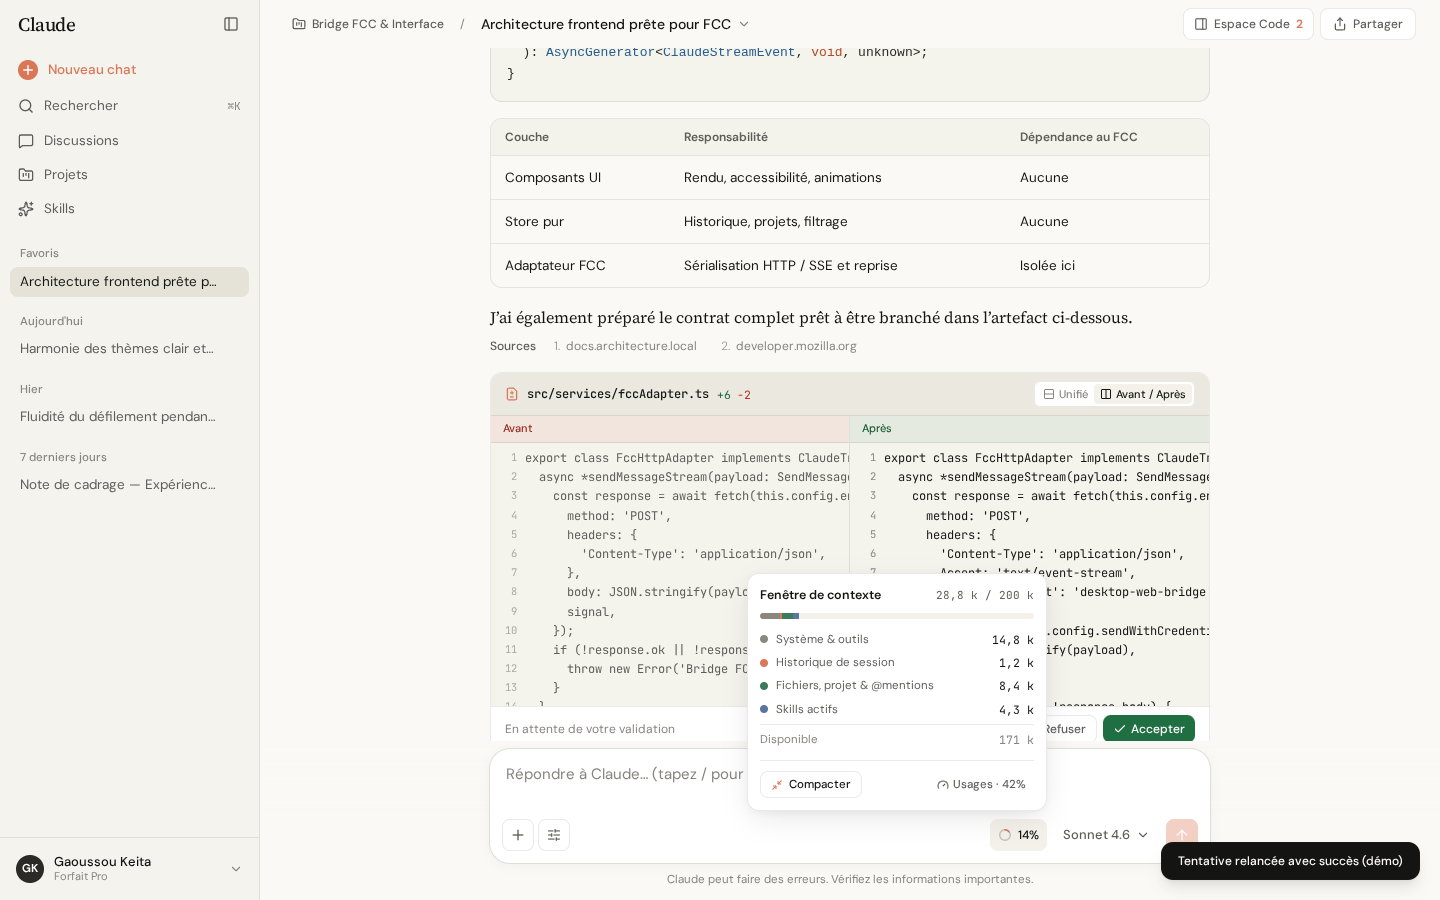 Claude
Nouveau chat
Rechercher ⌘K
Discussions
Projets
Skills
Favoris
Architecture frontend prête p...
Aujourd'hui
Harmonie des thèmes clair et...
Hier
Fluidité du défilement pendan...
7 derniers jours
Note de cadrage — Expérienc...
GK
Gaoussou Keita
Forfait Pro
Bridge FCC & Interface / Architecture frontend prête pour FCC
Espace Code 2
Partager
): AsyncGenerator<ClaudeStreamEvent, void, unknown>;
}
Couche Responsabilité Dépendance au FCC
Composants UI Rendu, accessibilité, animations Aucune
Store pur Historique, projets, filtrage Aucune
Adaptateur FCC Sérialisation HTTP / SSE et reprise Isolée ici
J’ai également préparé le contrat complet prêt à être branché dans l’artefact ci-dessous.
Sources 1. docs.architecture.local 2. developer.mozilla.org
src/services/fccAdapter.ts +6 -2
Unifié Avant / Après
Avant
1 export class FccHttpAdapter implements ClaudeTr
2 async *sendMessageStream(payload: SendMessage
3 const response = await fetch(this.config.en
4 method: 'POST',
5 headers: {
6 'Content-Type': 'application/json',
7 },
8 body: JSON.stringify(paylo
9 signal,
10 });
11 if (!response.ok || !respons
12 throw new Error('Bridge FC
13 }
14 }
Après
1 export class FccHttpAdapter implements ClaudeTr
2 async *sendMessageStream(payload: SendMessage
3 const response = await fetch(this.config.en
4 method: 'POST',
5 headers: {
6 'Content-Type': 'application/json',
7 Accept: 'text/event-stream',
t': 'desktop-web-bridge
.config.sendWithCredenti
ify(payload),
'response.body) {
En attente de votre validation
Refuser
Accepter
Fenêtre de contexte 28,8 k / 200 k
Système & outils 14,8 k
Historique de session 1,2 k
Fichiers, projet & @mentions 8,4 k
Skills actifs 4,3 k
Disponible 171 k
Compacter
Usages · 42%
Répondre à Claude... (tapez / pour
14%
Sonnet 4.6
Tentative relancée avec succès (démo)
Claude peut faire des erreurs. Vérifiez les informations importantes.